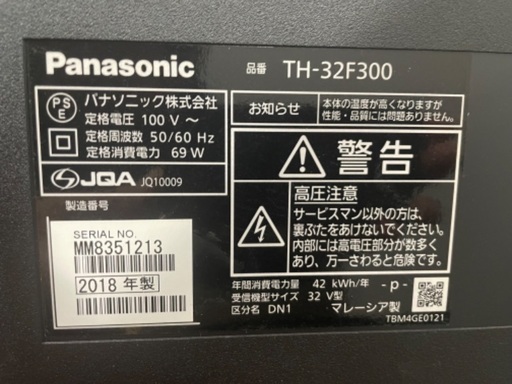 Panasonic
品番 TH-32F300
PS
E
パナソニック株式会社
定格電圧 100 V ~
定格周波数 50/60 Hz
定格消費電力 69 W
JQA JQ10009
お知らせ
本体の温度が高くなりますが
性能・品質には問題ありません。
警告
高圧注意
サービスマン以外の方は、
裏ぶたをあけないでください。
内部には高電圧部分が数多く
あり、万一さわると危険です。
製造番号
SERIAL NO.
MM8351213
2018 年製
年間消費電力量 42 kWh/年 -p-
受信機型サイズ 32 V型
区分名 DN1 マレーシア製
TBM4GE0121